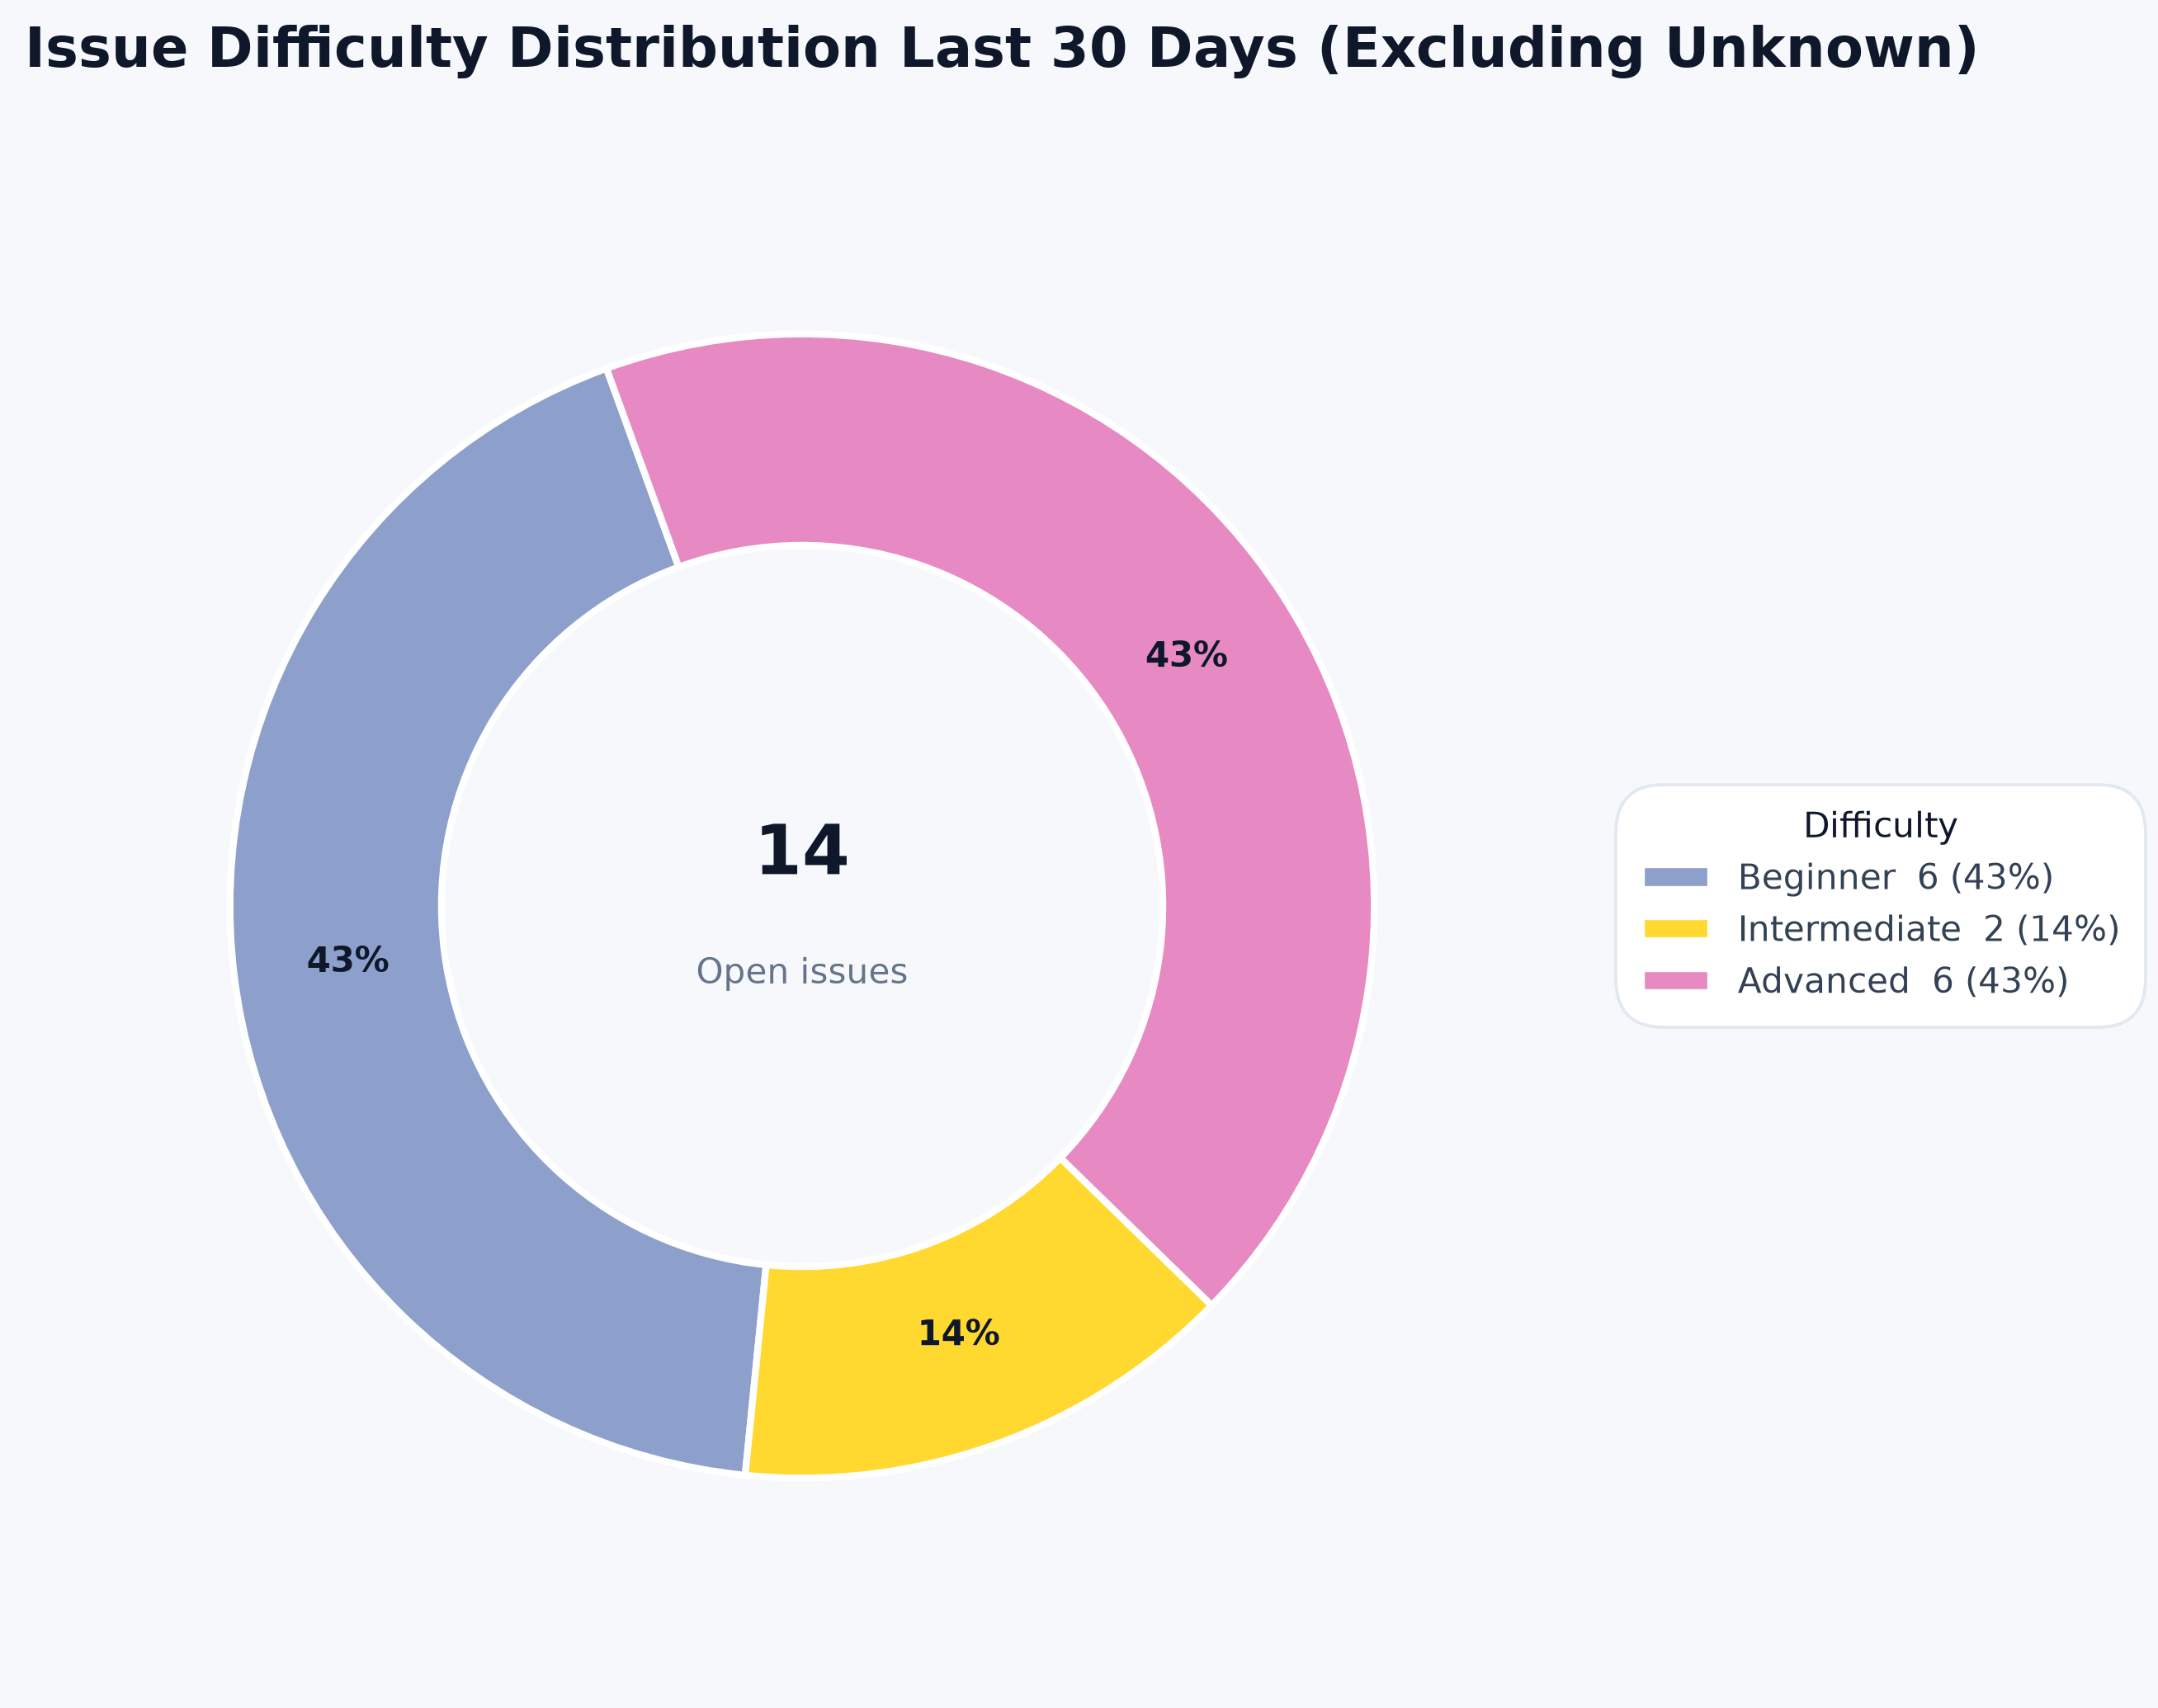 Issue Difficulty Distribution Last 30 Days (Excluding Unknown)
43%
14
Open issues
43%
14%
Difficulty
Beginner 6 (43%)
Intermediate 2 (14%)
Advanced 6 (43%)